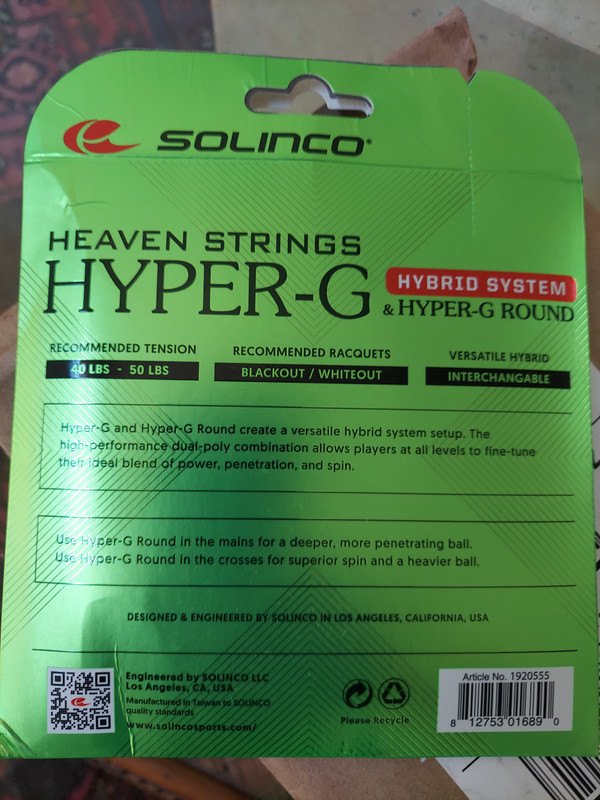 SOLINCO
HEAVEN STRINGS
HYPER-G
HYBRID SYSTEM
& HYPER-G ROUND
RECOMMENDED TENSION
40 LBS - 50 LBS
RECOMMENDED RACQUETS
BLACKOUT / WHITEOUT
VERSATILE HYBRID
INTERCHANGABLE
Hyper-G and Hyper-G Round create a versatile hybrid system setup. The
high-performance dual-poly combination allows players at all levels to fine-tune
their ideal blend of power, penetration, and spin.
Use Hyper-G Round in the mains for a deeper, more penetrating ball.
Use Hyper-G Round in the crosses for superior spin and a heavier ball.
DESIGNED & ENGINEERED BY SOLINCO IN LOS ANGELES, CALIFORNIA, USA
Engineered by SOLINCO LLC
Los Angeles, CA, USA
Manufactured in Taiwan to SOLINCO
quality standards
www.solincosports.com/
Please Recycle
Article No. 1920555
8 12753 01689 0